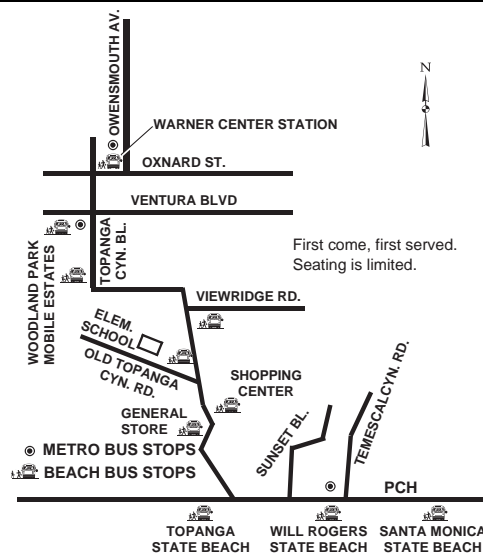 OWENSMOUTH AV.
N
WARNER CENTER STATION
OXNARD ST.
VENTURA BLVD
TOPANGA
CYN. BL.
WOODLAND PARK
MOBILE ESTATES
First come, first served.
Seating is limited.
VIEWRIDGE RD.
ELEM.
SCHOOL
OLD TOPANGA
CYN. RD.
SHOPPING
CENTER
GENERAL
STORE
SUNSET BL.
TEMESCALCYN. RD.
METRO BUS STOPS
BEACH BUS STOPS
PCH
TOPANGA
STATE BEACH
WILL ROGERS
STATE BEACH
SANTA MONICA
STATE BEACH